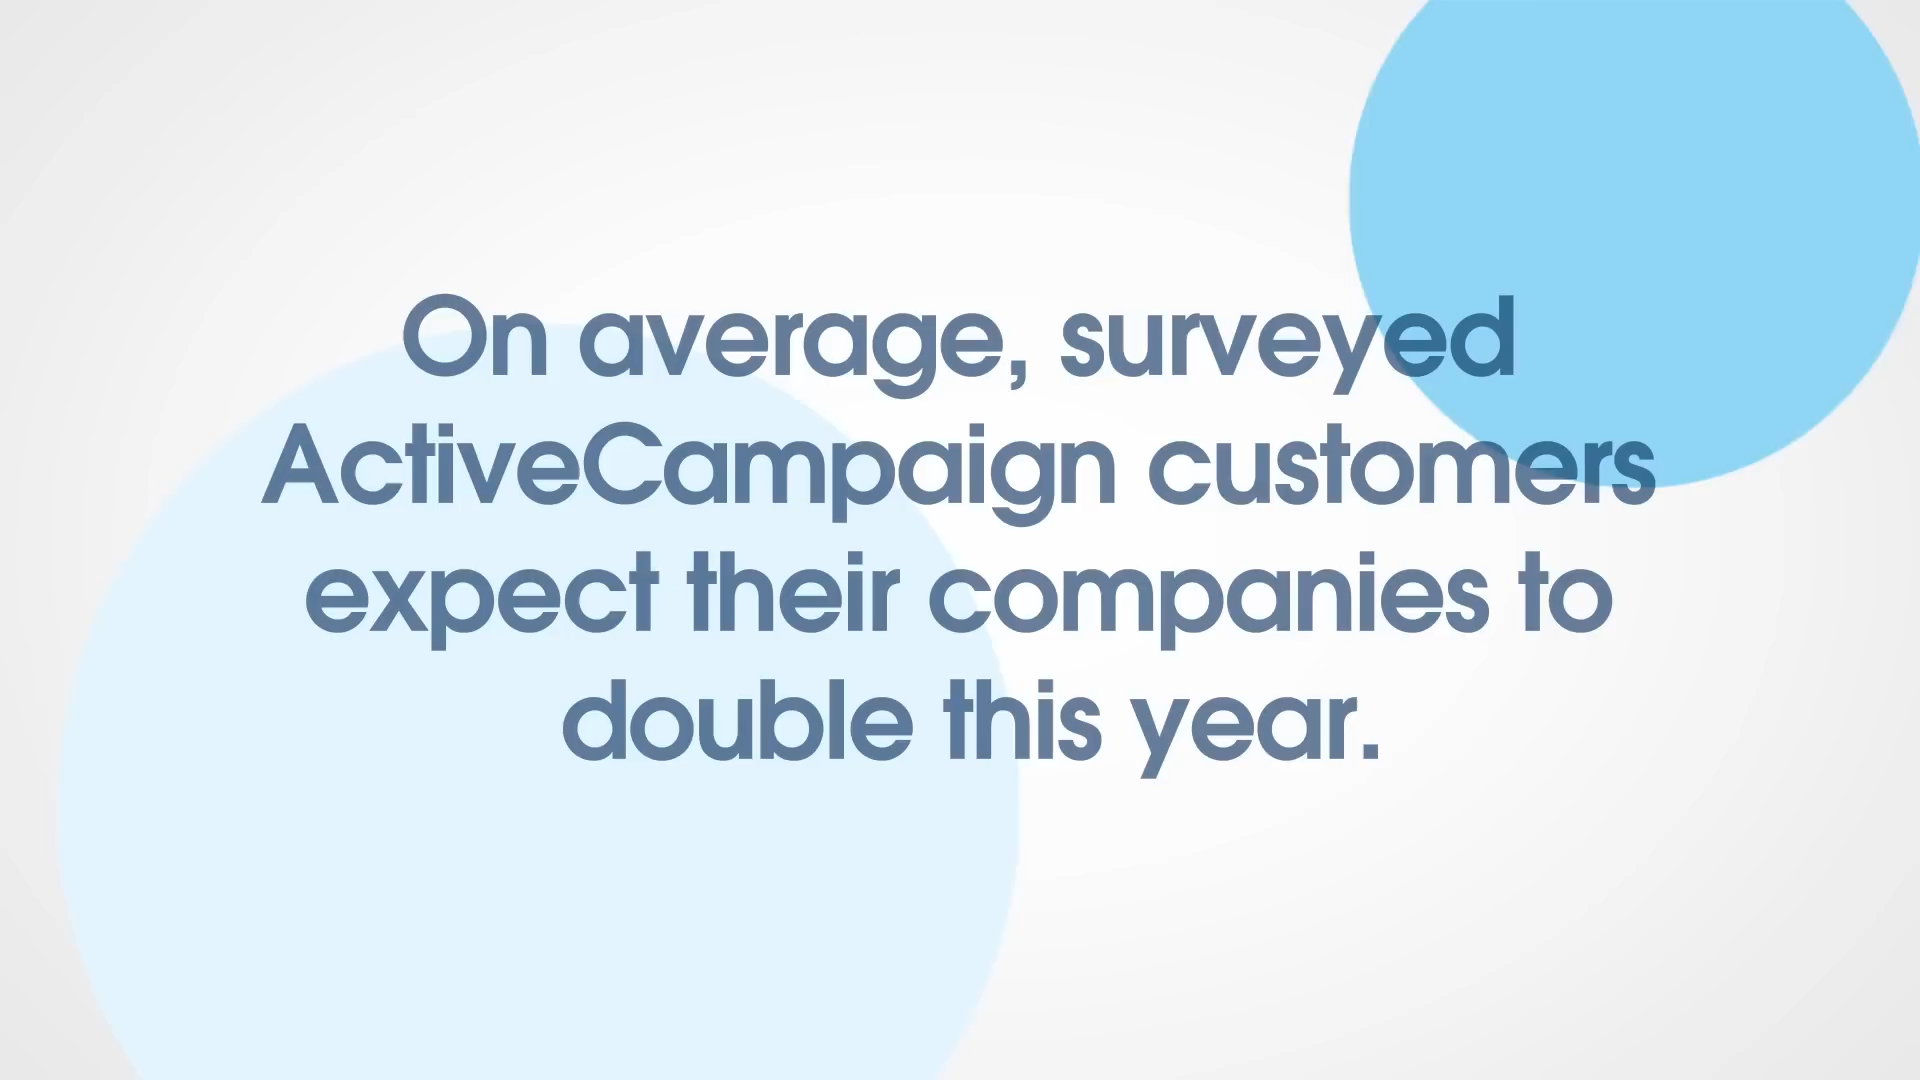 On average, surveyed
ActiveCampaign customers
expect their companies to
double this year.